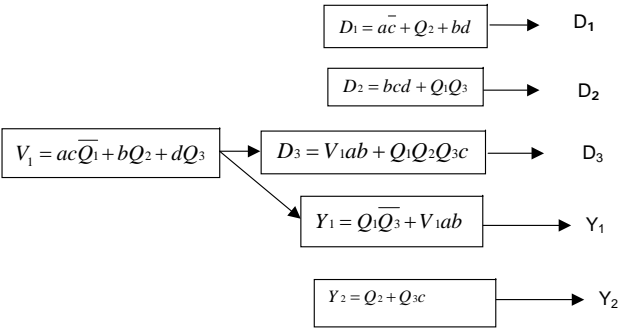 D₁ = ac̅ + Q₂ + bd D₁
D₂ = bcd + Q₁Q₃ D₂
V₁ = acQ̅₁ + bQ₂ + dQ₃ D₃ = V₁ab + Q₁Q₂Q₃c D₃
Y₁ = Q₁Q̅₃ + V₁ab Y₁
Y₂ = Q₂ + Q₃c Y₂